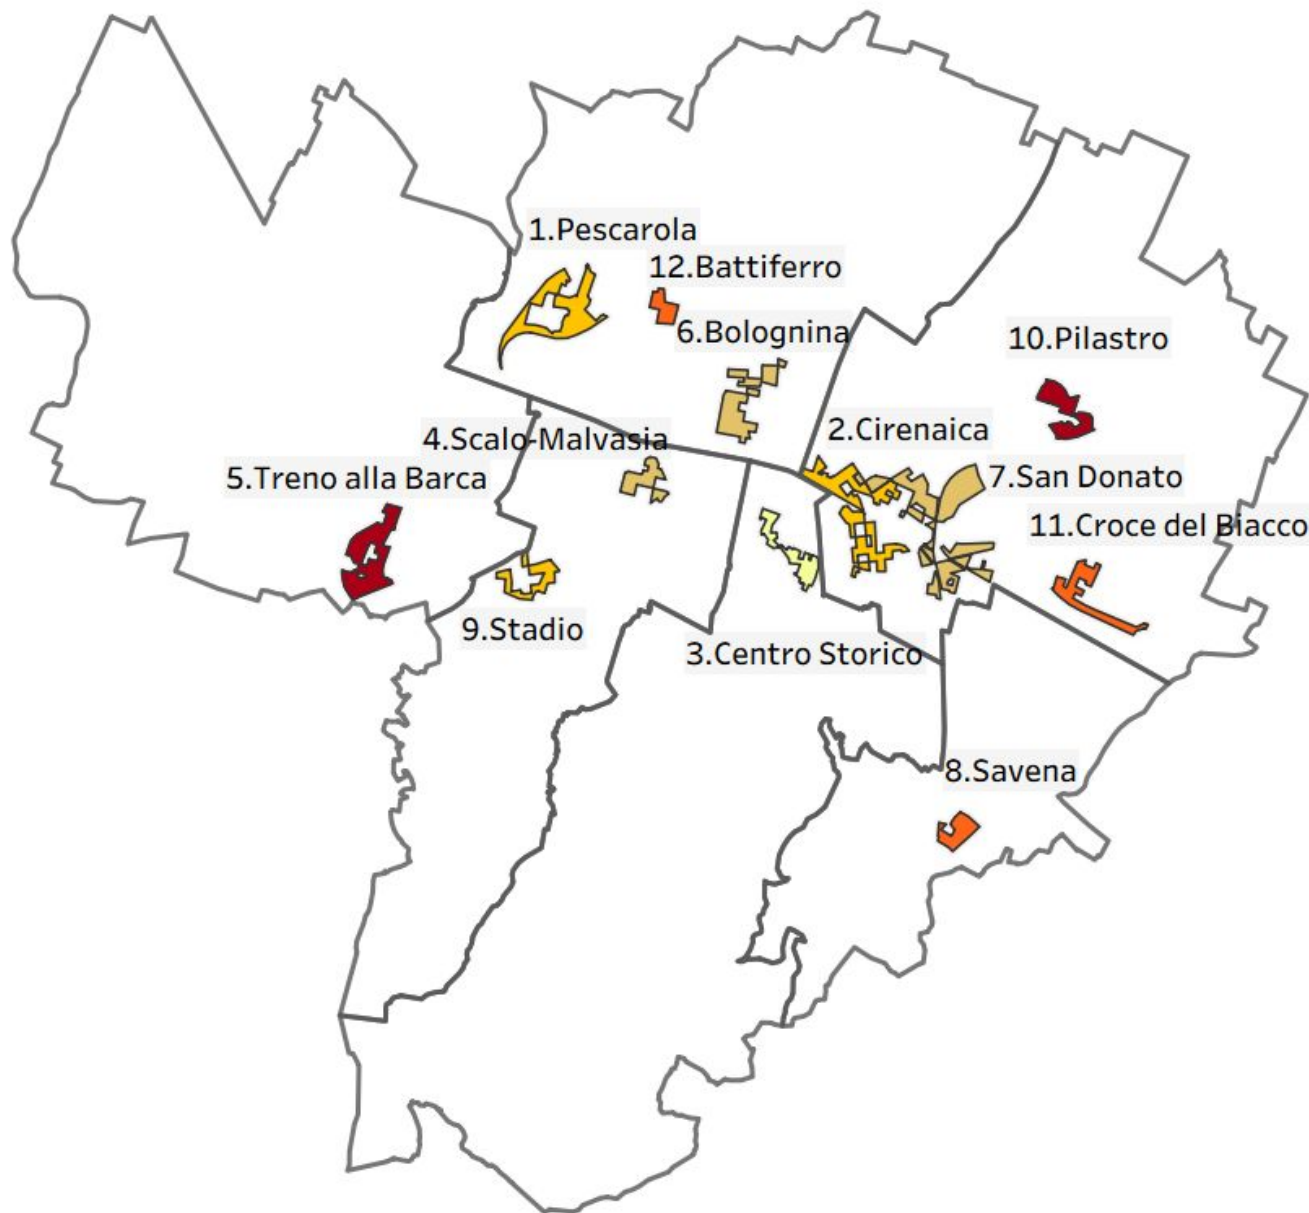 1.Pescarola
12.Battiferro
6.Bolognina
10.Pilastro
4.Scalo-Malvasia
2.Cirenaica
5.Treno alla Barca
7.San Donato
11.Croce del Biacco
9.Stadio
3.Centro Storico
8.Savena